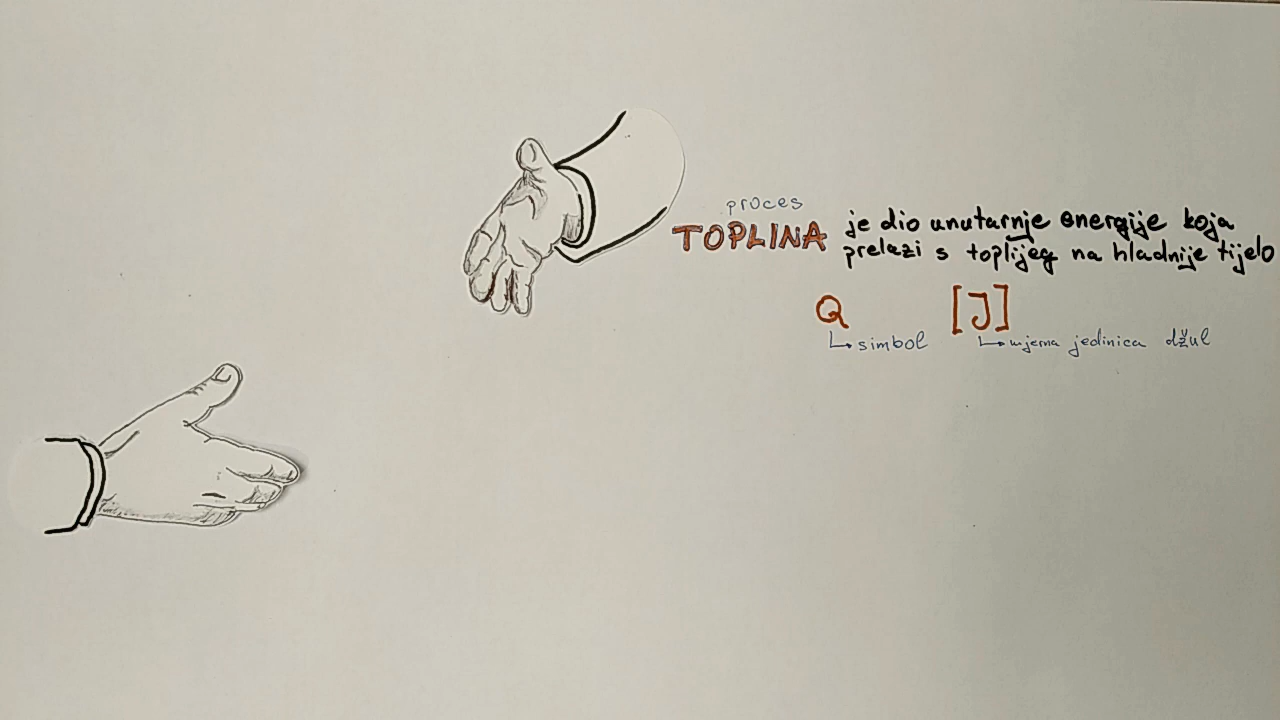 proces
TOPLINA je dio unutarnje energije koja
prelazi s toplijeg na hladnije tijelo
Q [J]
↳ simbol ↳ mjerna jedinica džul